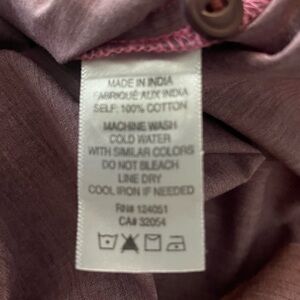 MADE IN INDIA
FABRIQUÉ AUX INDIA
SELF: 100% COTTON
MACHINE WASH
COLD WATER
WITH SIMILAR COLORS
DO NOT BLEACH
LINE DRY
COOL IRON IF NEEDED
RN# 124051
CA# 32054